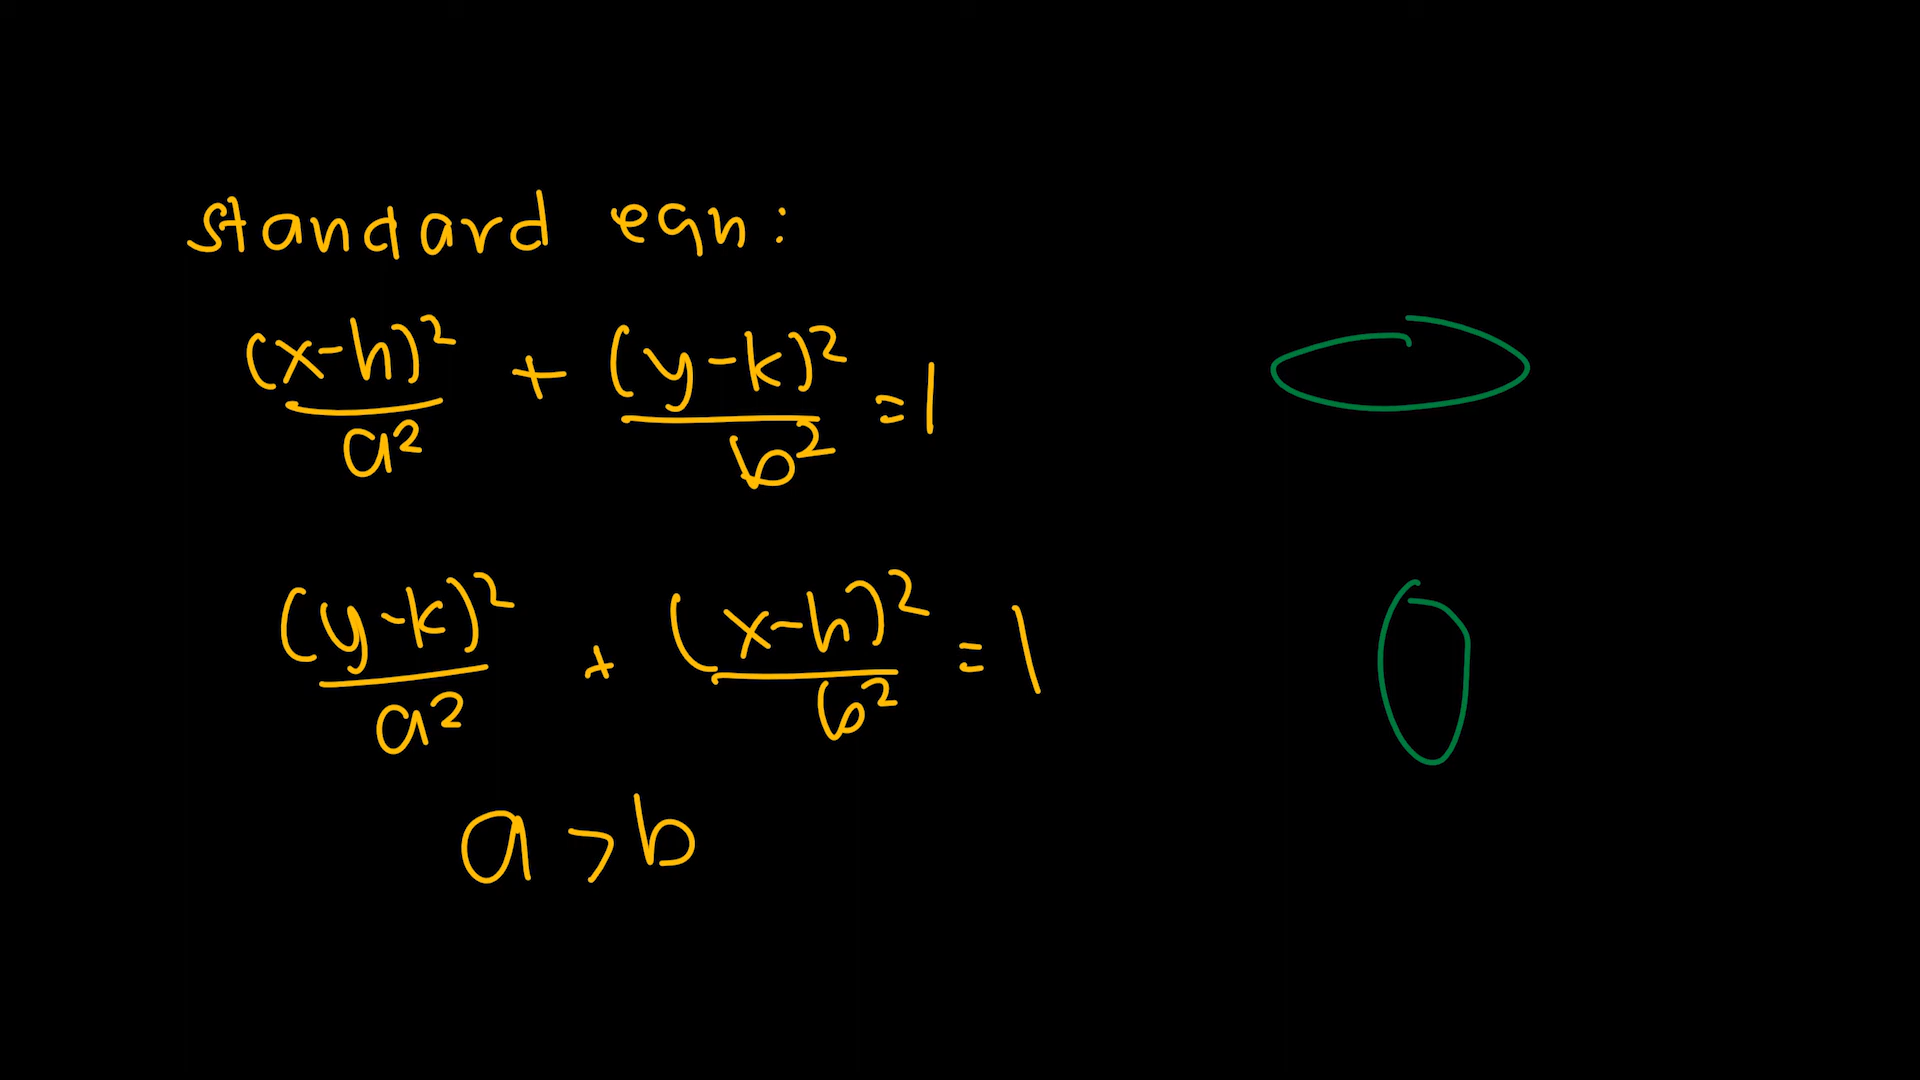 standard eqn:
(x-h)²/a² + (y-k)²/b² = 1
(y-k)²/a² + (x-h)²/b² = 1
a > b